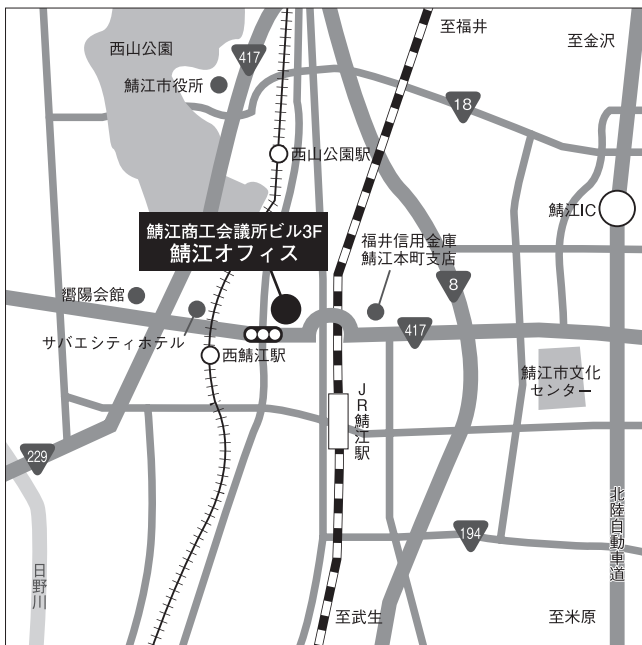 至福井
至金沢
西山公園
417
鯖江市役所
18
西山公園駅
鯖江IC
鯖江商工会議所ビル3F
鯖江オフィス
福井信用金庫
鯖江本町支店
8
嚮陽会館
サバエシティホテル
417
西鯖江駅
鯖江市文化
センター
JR鯖江駅
229
北陸自動車道
194
日野川
至武生
至米原